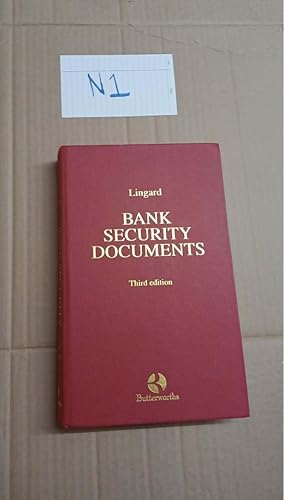 N1
Lingard
BANK
SECURITY
DOCUMENTS
Third edition
Butterworths